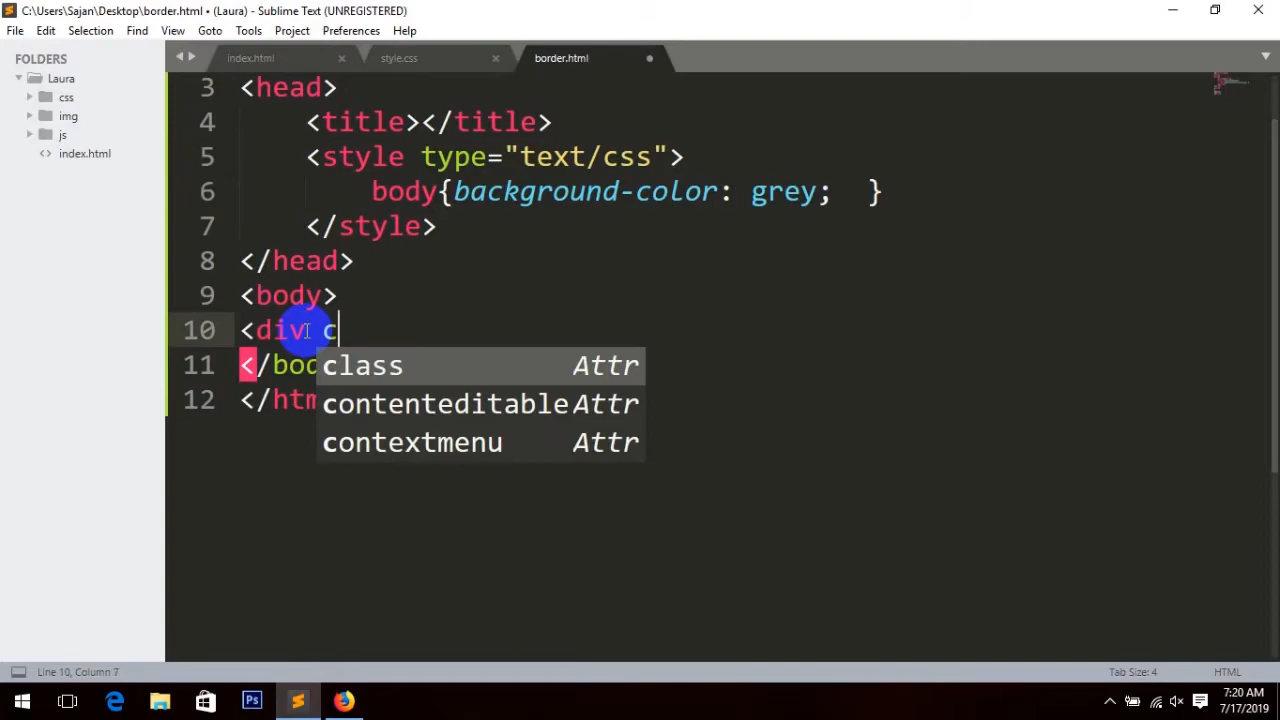 C:\Users\Sajan\Desktop\border.html • (Laura) - Sublime Text (UNREGISTERED)
File Edit Selection Find View Goto Tools Project Preferences Help
FOLDERS
Laura
css
img
js
index.html
index.html style.css border.html
3 <head>
4 <title></title>
5 <style type="text/css">
6 body{background-color: grey; }
7 </style>
8 </head>
9 <body>
10 <div c
11 </bod
12 </htm
class Attr
contenteditable Attr
contextmenu Attr
Line 10, Column 7 Tab Size: 4 HTML
Ps
7:20 AM
7/17/2019